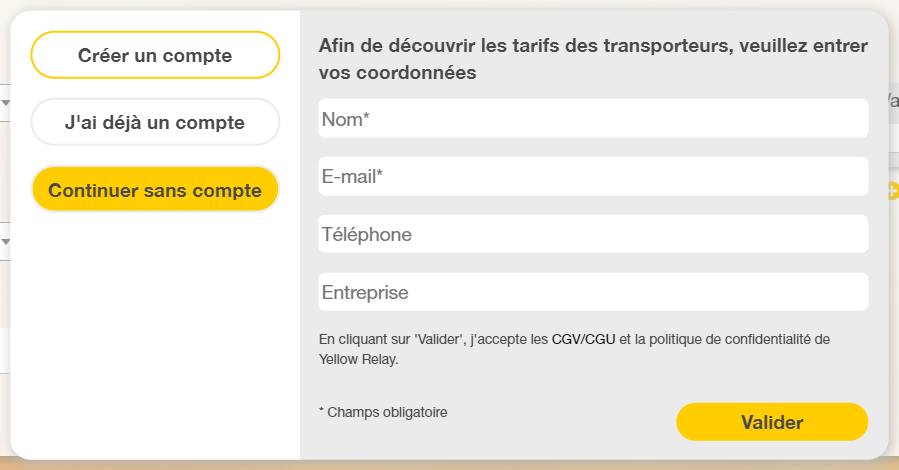 Créer un compte
J'ai déjà un compte
Continuer sans compte
Afin de découvrir les tarifs des transporteurs, veuillez entrer
vos coordonnées
Nom*
E-mail*
Téléphone
Entreprise
En cliquant sur 'Valider', j'accepte les CGV/CGU et la politique de confidentialité de
Yellow Relay.
* Champs obligatoire
Valider